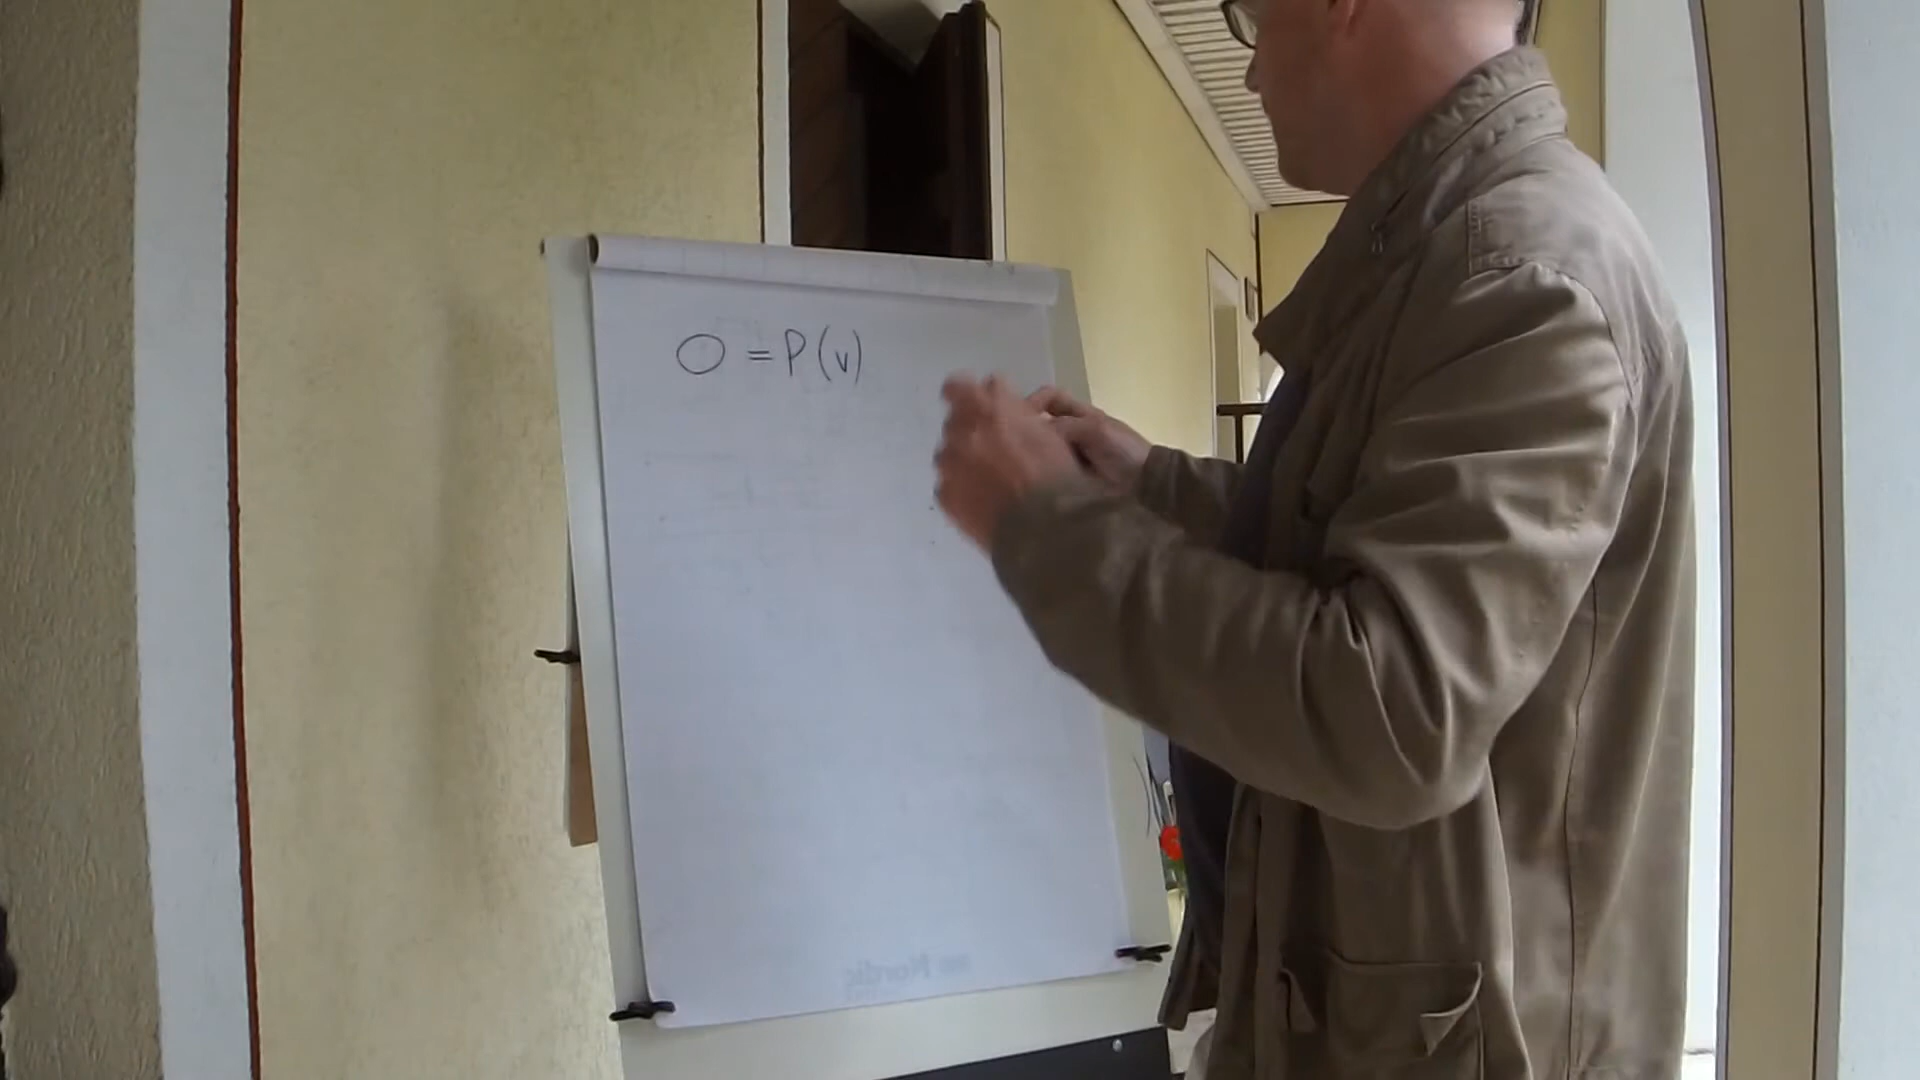 O = P(v)